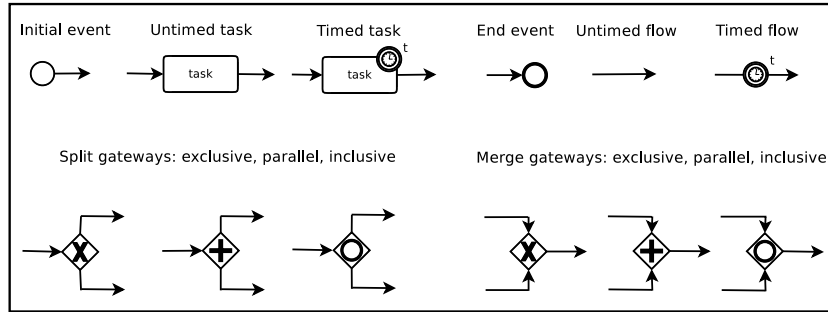 Initial event Untimed task Timed task End event Untimed flow Timed flow
t
t
task
task
Split gateways: exclusive, parallel, inclusive Merge gateways: exclusive, parallel, inclusive